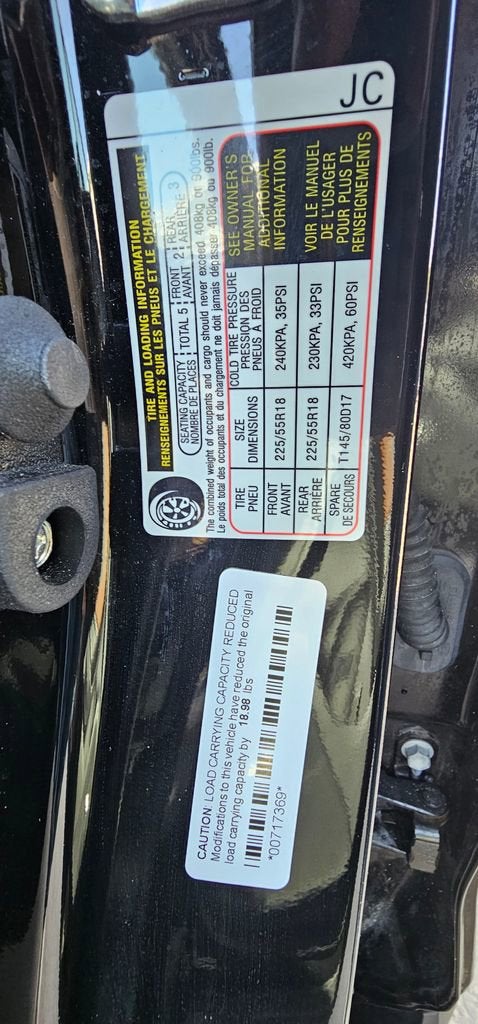 JC
TIRE AND LOADING INFORMATION
RENSEIGNEMENTS SUR LES PNEUS ET LE CHARGEMENT
SEATING CAPACITY TOTAL 5 FRONT 2 REAR 3
NOMBRE DE PLACES AVANT ARRIÈRE
The combined weight of occupants and cargo should never exceed 408kg or 900lbs.
Le poids total des occupants et du chargement ne doit jamais dépasser 408kg ou 900lb.
TIRE SIZE COLD TIRE PRESSURE
PNEU DIMENSIONS PRESSION DES PNEUS À FROID
FRONT AVANT 225/55R18 240KPA, 35PSI
REAR ARRIÈRE 225/55R18 230KPA, 33PSI
SPARE DE SECOURS T145/80D17 420KPA, 60PSI
SEE OWNER'S
MANUAL FOR
ADDITIONAL
INFORMATION
VOIR LE MANUEL
DE L'USAGER
POUR PLUS DE
RENSEIGNEMENTS
CAUTION: LOAD CARRYING CAPACITY REDUCED
Modifications to this vehicle have reduced the original
load carrying capacity by 18.98 lbs
*00717369*